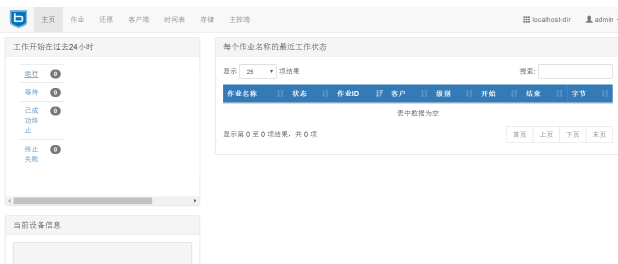 主页 作业 还原 客户端 时间表 存储 主控端 localhost-dir admin
工作开始在过去24小时
运行 0
等待 0
已成功终止 0
终止失败 0
当前设备信息
每个作业名称的最近工作状态
显示 25 项结果 搜索:
作业名称 状态 作业ID 客户 级别 开始 结束 字节
表中数据为空
显示第 0 至 0 项结果，共 0 项 首页 上页 下页 末页